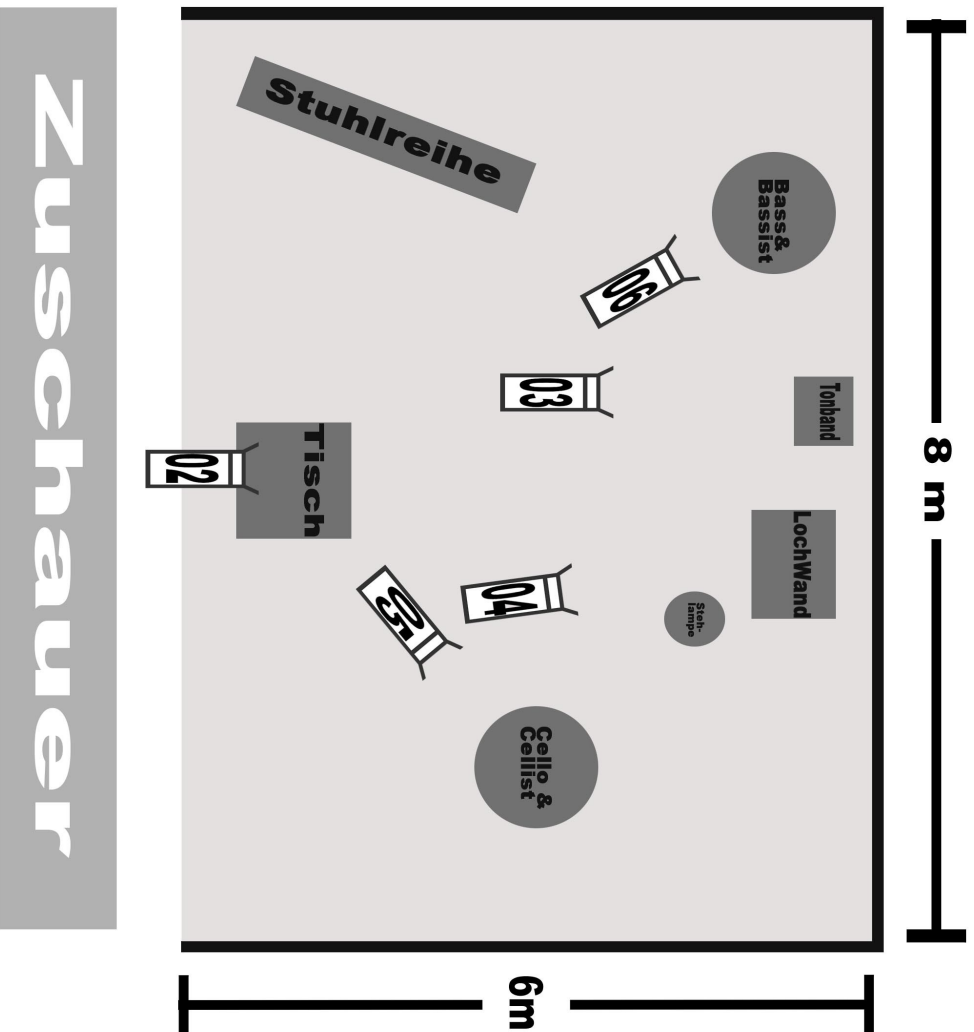 Zuschauer
Stuhlreihe
Bass&
Bassist
06
03
Tonband
02
Tisch
LochWand
05
04
Steh-
lampe
Cello &
Cellist
8 m
6m